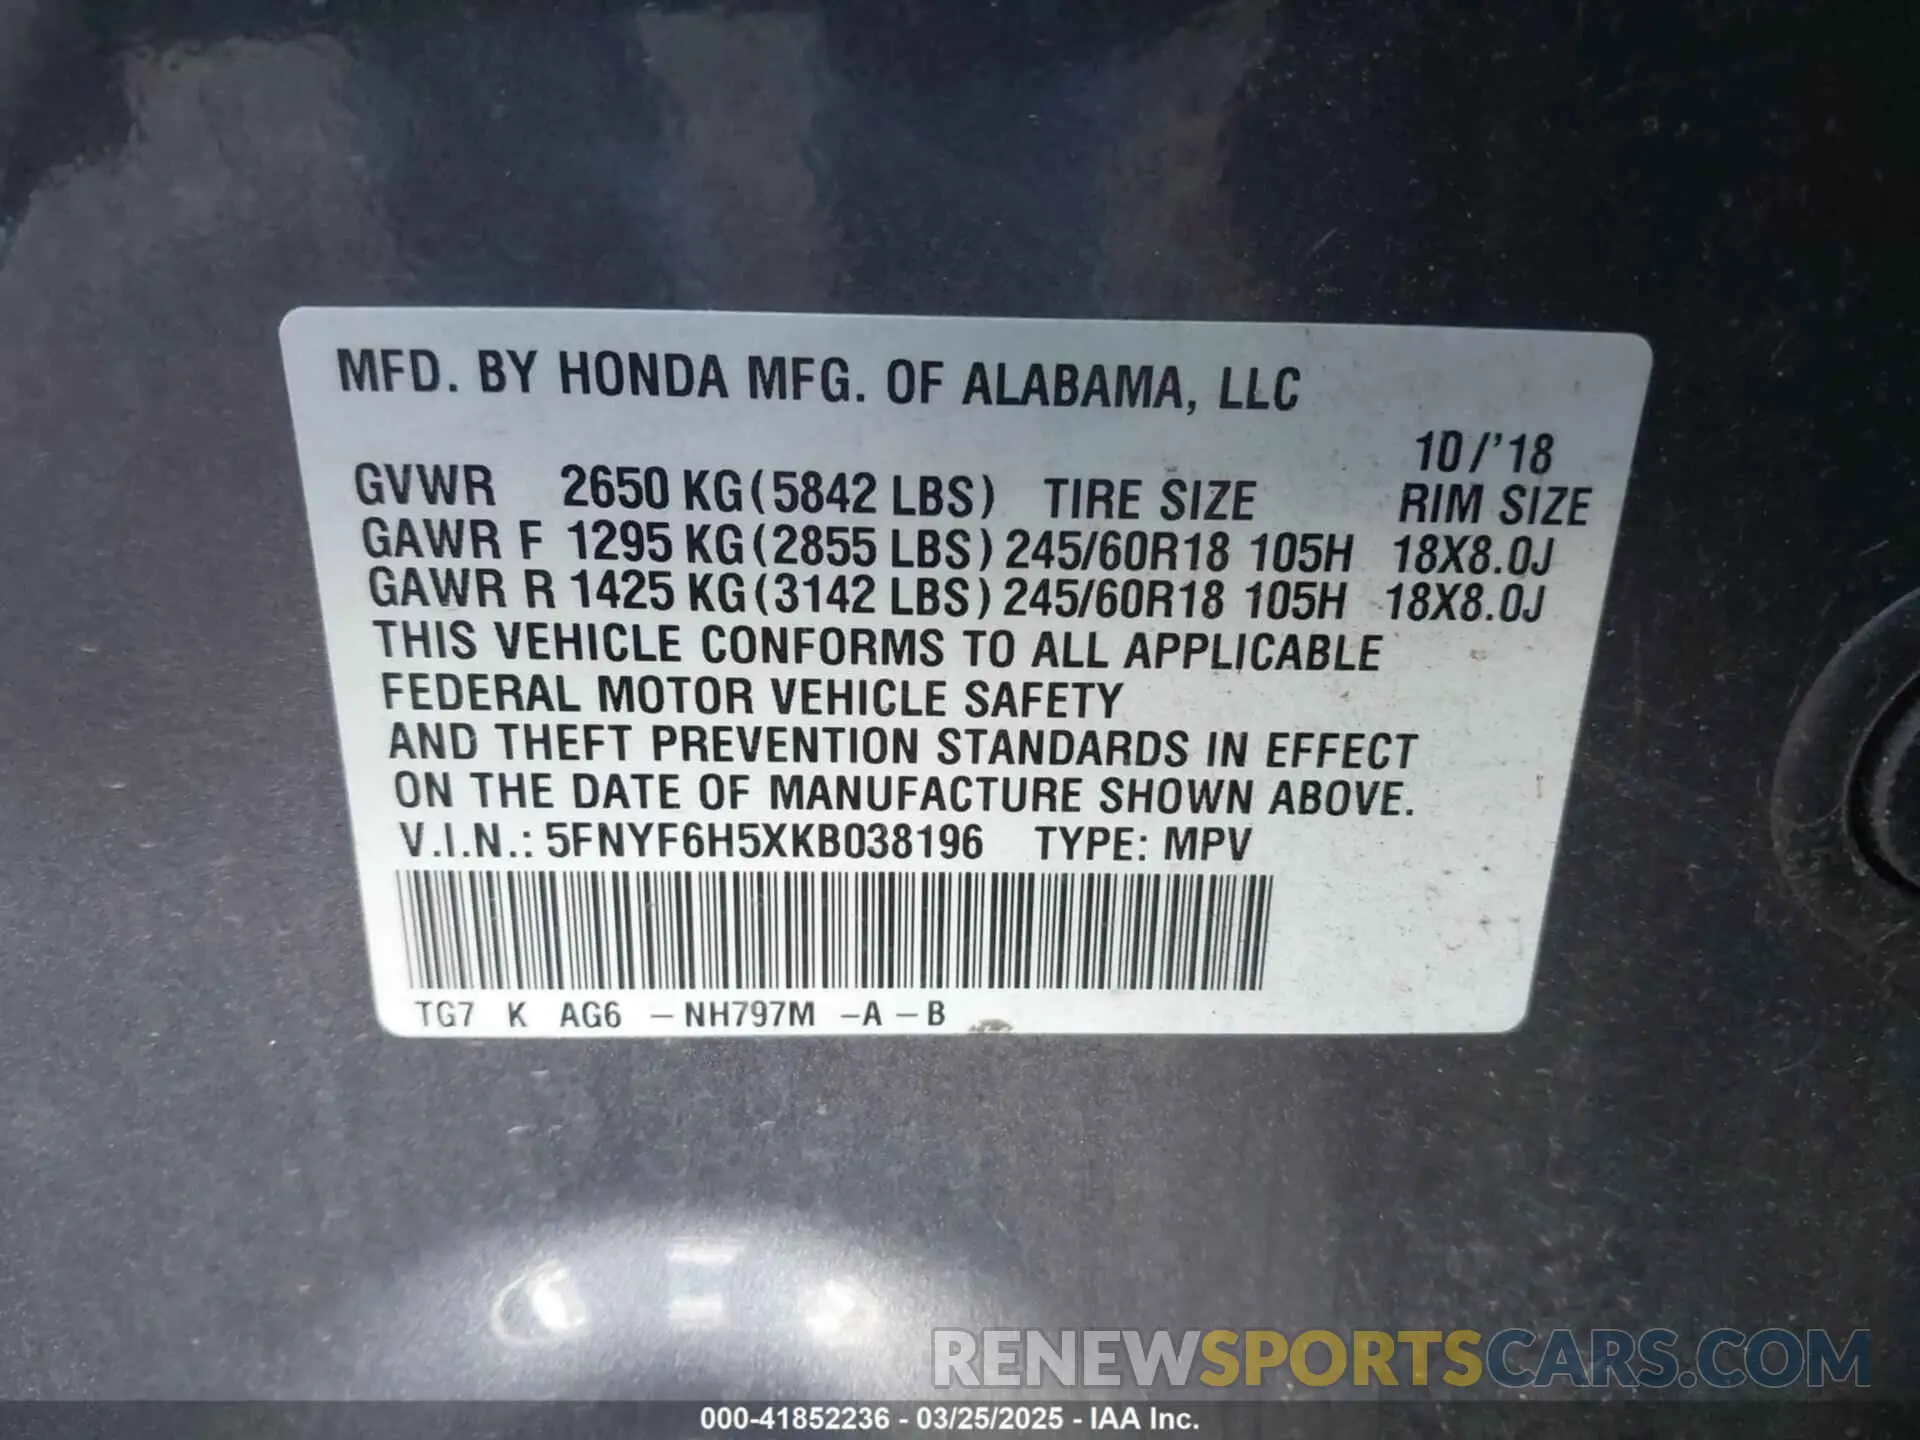 MFD. BY HONDA MFG. OF ALABAMA, LLC
10/'18
GVWR 2650 KG(5842 LBS) TIRE SIZE RIM SIZE
GAWR F 1295 KG(2855 LBS) 245/60R18 105H 18X8.0J
GAWR R 1425 KG(3142 LBS) 245/60R18 105H 18X8.0J
THIS VEHICLE CONFORMS TO ALL APPLICABLE
FEDERAL MOTOR VEHICLE SAFETY
AND THEFT PREVENTION STANDARDS IN EFFECT
ON THE DATE OF MANUFACTURE SHOWN ABOVE.
V.I.N.: 5FNYF6H5XKB038196 TYPE: MPV
TG7 K AG6 -NH797M -A-B
RENEWSPORTSCARS.COM
000-41852236 - 03/25/2025 - IAA Inc.